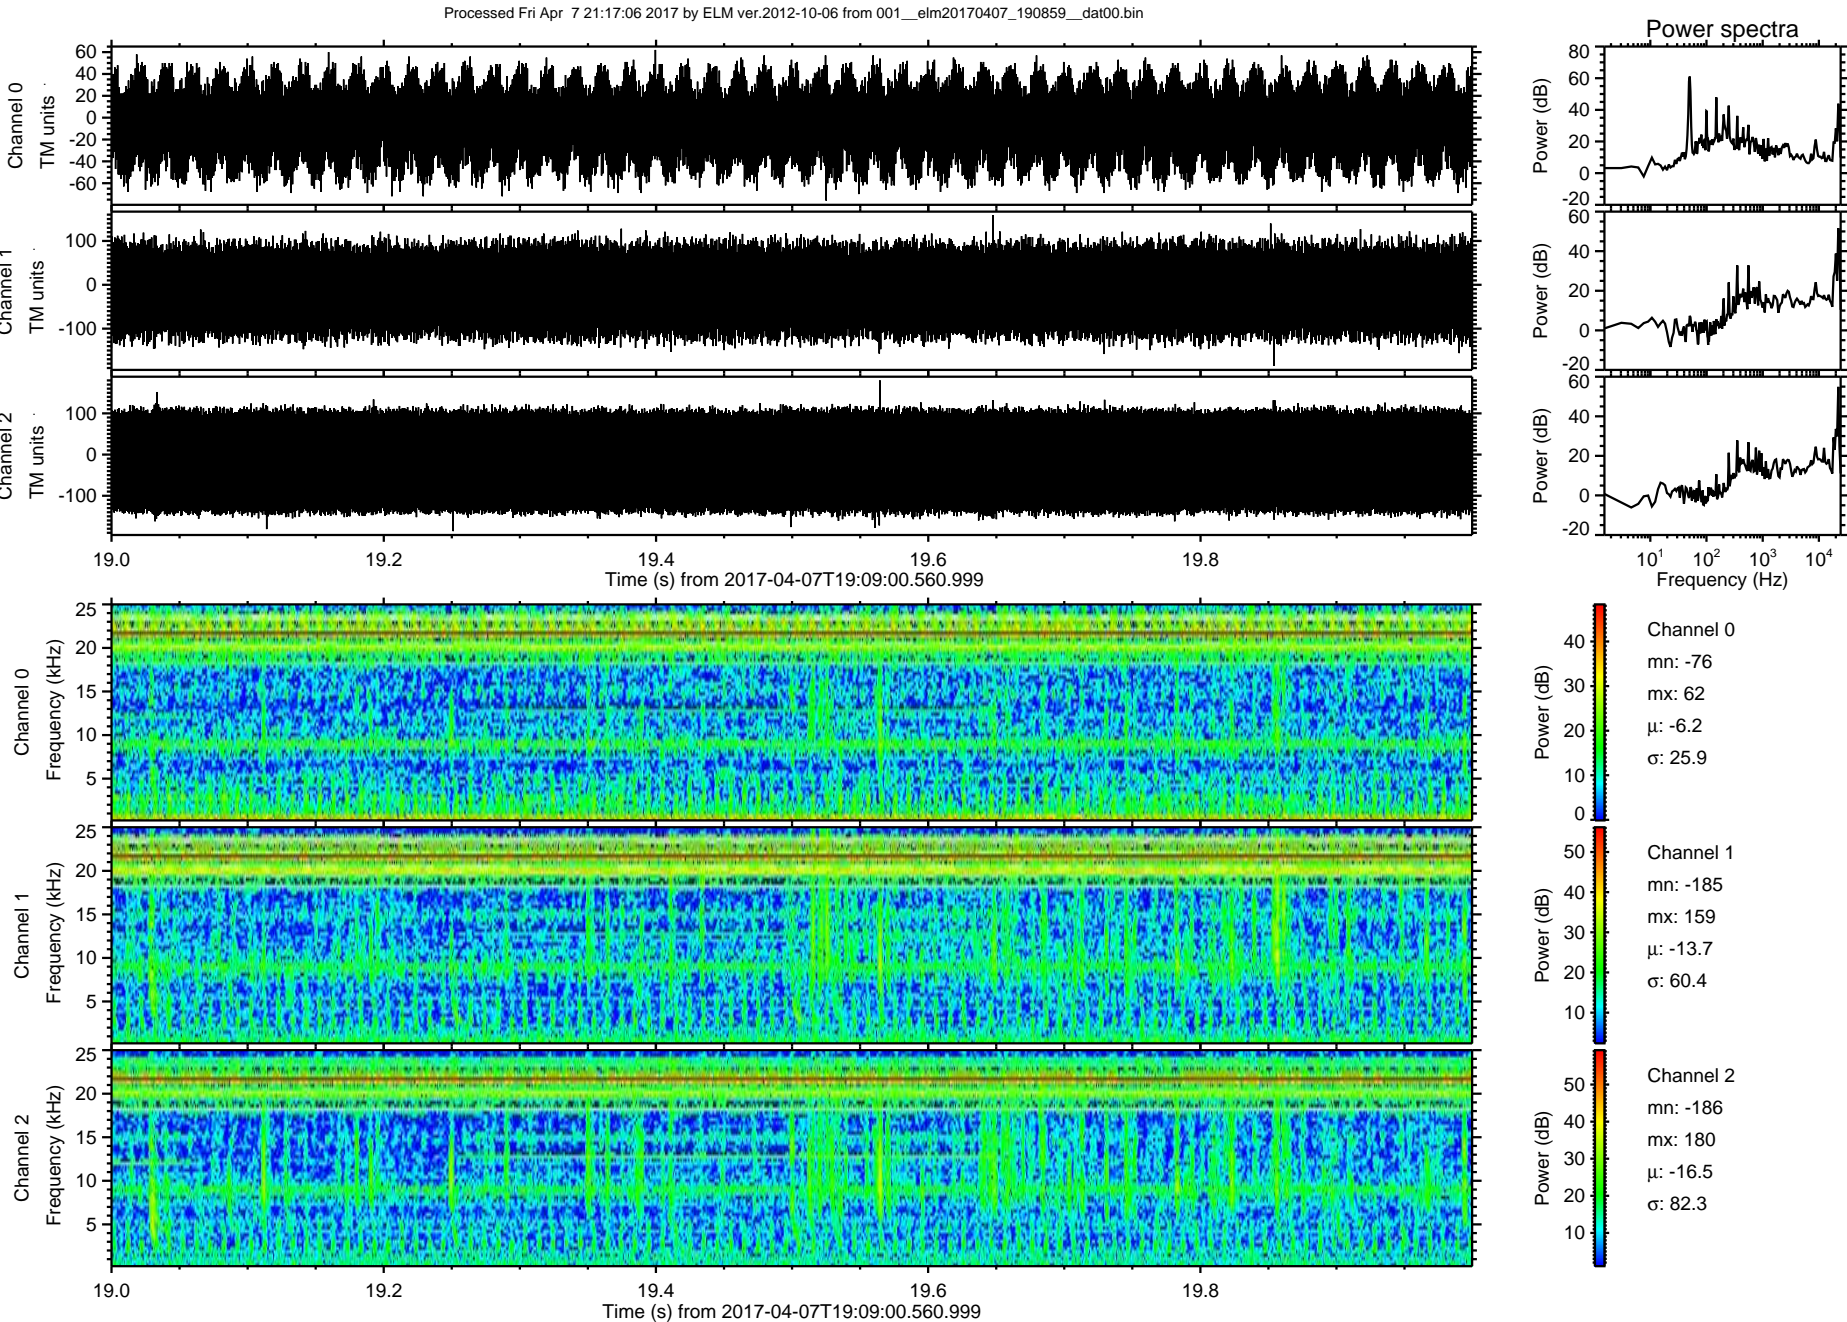 Processed Fri Apr  7 21:17:06 2017 by ELM ver.2012-10-06 from 001__elm20170407_190859__dat00.bin
Power spectra
Channel 0
TM units
60
40
20
0
-20
-40
-60
Power (dB)
80
60
40
20
0
-20
Channel 1
TM units
100
0
-100
Power (dB)
60
40
20
0
-20
Channel 2
TM units
100
0
-100
Power (dB)
60
40
20
0
-20
19.0 19.2 19.4 19.6 19.8
Time (s) from 2017-04-07T19:09:00.560.999
10^1 10^2 10^3 10^4
Frequency (Hz)
Channel 0
Frequency (kHz)
25
20
15
10
5
Power (dB)
40
30
20
10
0
Channel 0
mn: -76
mx: 62
μ: -6.2
σ: 25.9
Channel 1
Frequency (kHz)
25
20
15
10
5
Power (dB)
50
40
30
20
10
Channel 1
mn: -185
mx: 159
μ: -13.7
σ: 60.4
Channel 2
Frequency (kHz)
25
20
15
10
5
Power (dB)
50
40
30
20
10
Channel 2
mn: -186
mx: 180
μ: -16.5
σ: 82.3
19.0 19.2 19.4 19.6 19.8
Time (s) from 2017-04-07T19:09:00.560.999